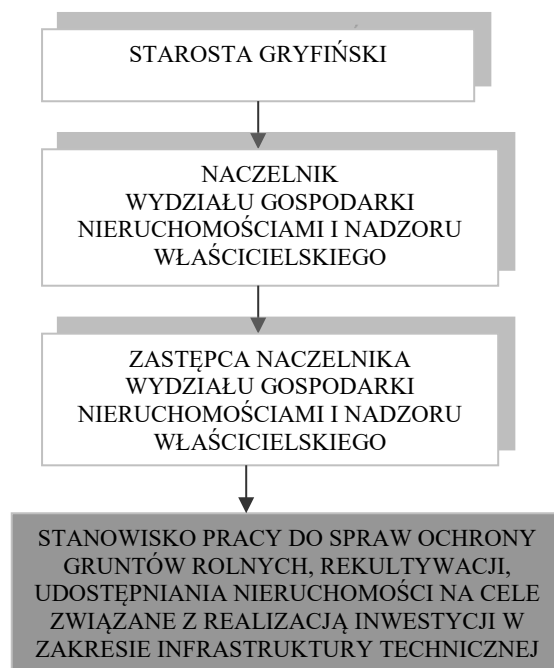 STAROSTA GRYFIŃSKI
NACZELNIK
WYDZIAŁU GOSPODARKI
NIERUCHOMOŚCIAMI I NADZORU
WŁAŚCICIELSKIEGO
ZASTĘPCA NACZELNIKA
WYDZIAŁU GOSPODARKI
NIERUCHOMOŚCIAMI I NADZORU
WŁAŚCICIELSKIEGO
STANOWISKO PRACY DO SPRAW OCHRONY
GRUNTÓW ROLNYCH, REKULTYWACJI,
UDOSTĘPNIANIA NIERUCHOMOŚCI NA CELE
ZWIĄZANE Z REALIZACJĄ INWESTYCJI W
ZAKRESIE INFRASTRUKTURY TECHNICZNEJ